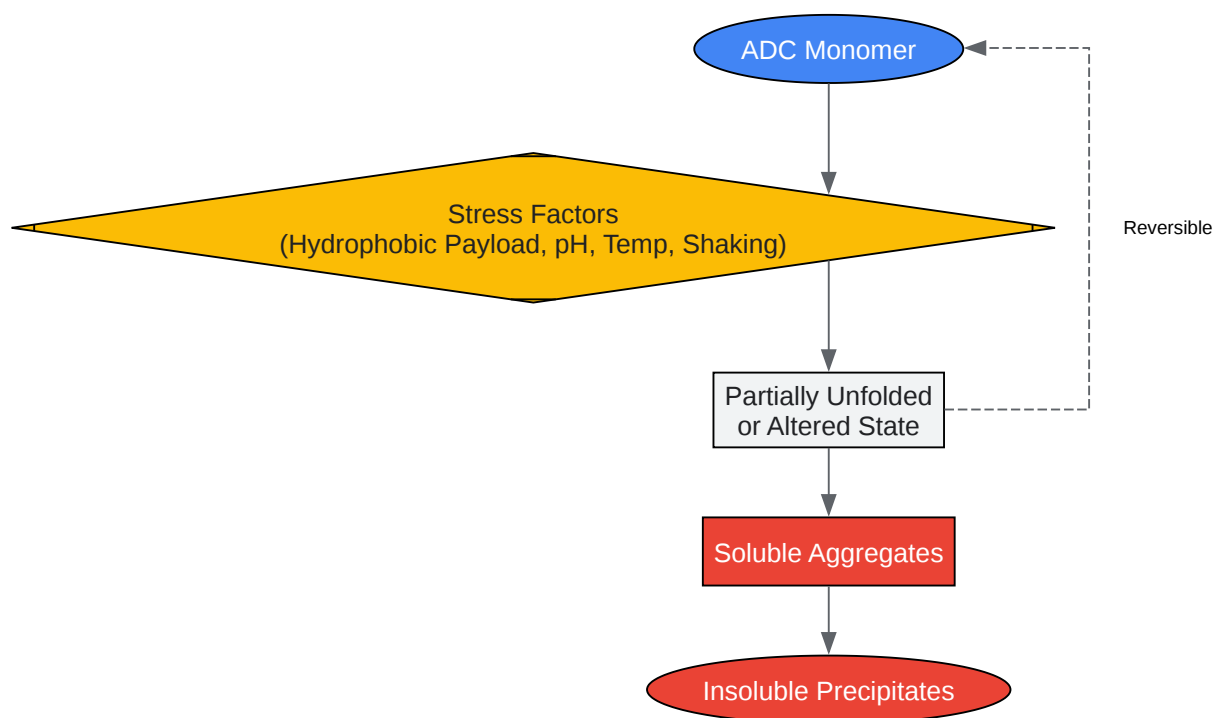 ADC Monomer
Stress Factors
(Hydrophobic Payload, pH, Temp, Shaking)
Reversible
Partially Unfolded
or Altered State
Soluble Aggregates
Insoluble Precipitates